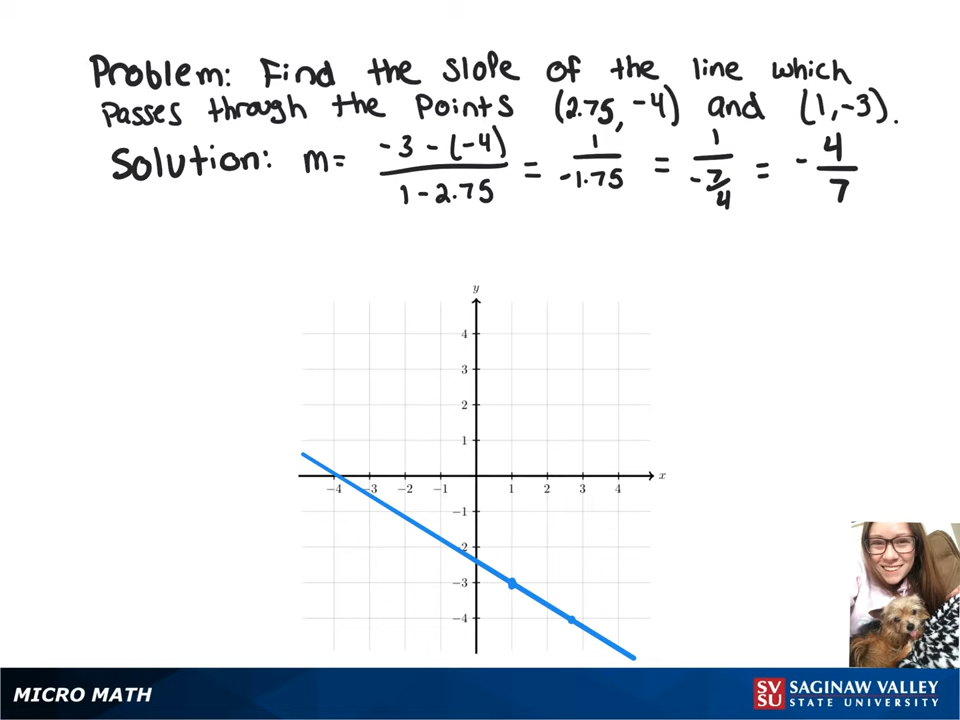 Problem: Find the slope of the line which
passes through the points (2.75, -4) and (1, -3).
Solution: m = -3 - (-4) / 1 - 2.75 = 1 / -1.75 = 1 / -7/4 = - 4/7
y
4
3
2
1
x
-4 -3 -2 -1 1 2 3 4
-1
-2
-3
-4
MICRO MATH
SV SU SAGINAW VALLEY
STATE UNIVERSITY